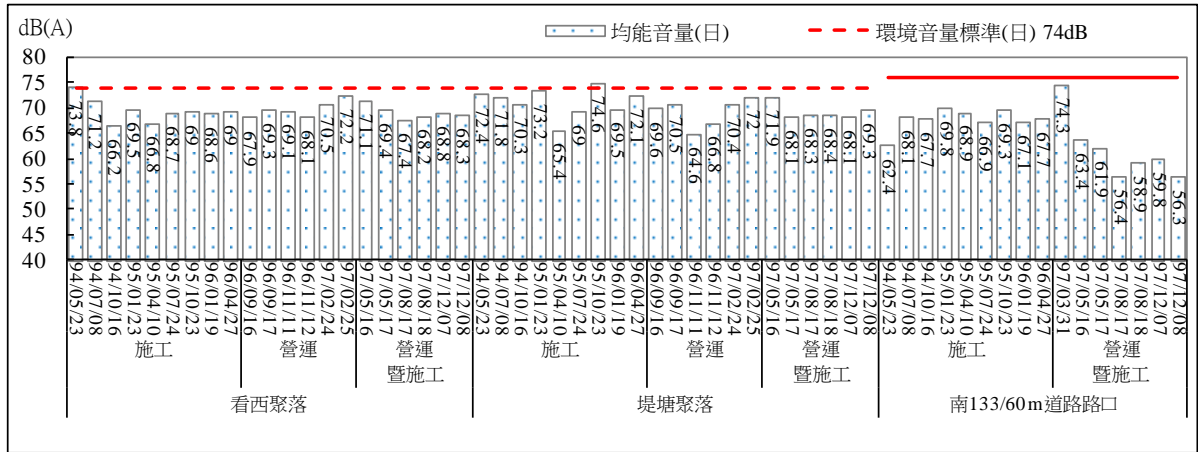 dB(A)
均能音量(日)
環境音量標準(日) 74dB
80
75
70
65
60
55
50
45
40
73.8 71.2 66.2 69.5 66.8 68.7 69 68.6 69 67.9 69.3 69.1 68.1 70.5 72.2 71.1 69.4 67.4 68.2 68.8 68.3 72.4 71.8 70.3 73.2 65.4 69 74.6 69.5 72.1 69.6 70.5 64.6 66.8 70.4 72 71.9 68.1 68.3 68.4 68.1 69.3 62.4 68.1 67.7 69.8 68.9 66.9 69.3 67.1 67.7 74.3 63.4 61.9 56.4 58.9 59.8 56.3
94/05/23 94/07/08 94/10/16 95/01/23 95/04/10 95/07/24 95/10/23 96/01/19 96/04/27 96/09/16 96/09/17 96/11/11 96/11/12 97/02/24 97/02/25 97/05/16 97/05/17 97/08/17 97/08/18 97/12/07 97/12/08 94/05/23 94/07/08 94/10/16 95/01/23 95/04/10 95/07/24 95/10/23 96/01/19 96/04/27 96/09/16 96/09/17 96/11/11 96/11/12 97/02/24 97/02/25 97/05/16 97/05/17 97/08/17 97/08/18 97/12/07 97/12/08 94/05/23 94/07/08 94/10/16 95/01/23 95/04/10 95/07/24 95/10/23 96/01/19 96/04/27 97/03/31 97/05/16 97/05/17 97/08/17 97/08/18 97/12/07 97/12/08
施工 營運 營運 施工 營運 營運 施工 營運
暨施工 暨施工 暨施工
看西聚落 堤塘聚落 南133/60m道路路口